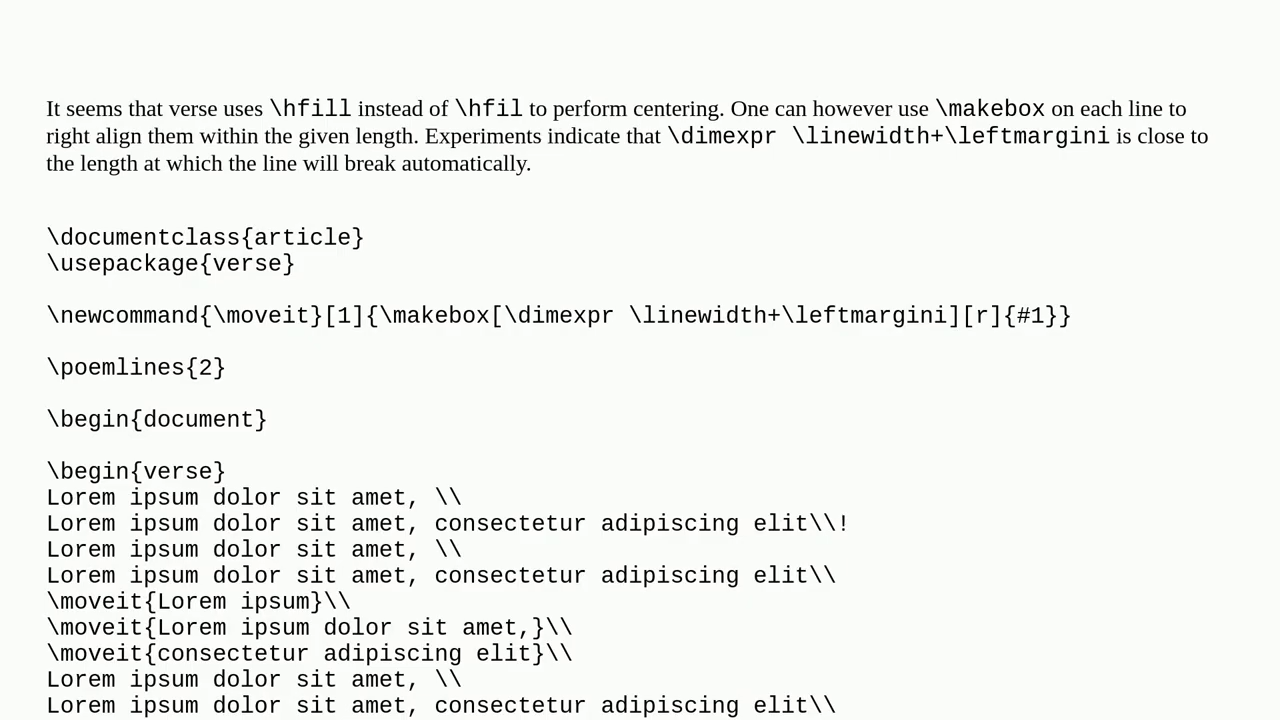 It seems that verse uses \hfill instead of \hfil to perform centering. One can however use \makebox on each line to
right align them within the given length. Experiments indicate that \dimexpr \linewidth+\leftmargini is close to
the length at which the line will break automatically.
\documentclass{article}
\usepackage{verse}
\newcommand{\moveit}[1]{\makebox[\dimexpr \linewidth+\leftmargini][r]{#1}}
\poemlines{2}
\begin{document}
\begin{verse}
Lorem ipsum dolor sit amet, \\
Lorem ipsum dolor sit amet, consectetur adipiscing elit\\!
Lorem ipsum dolor sit amet, \\
Lorem ipsum dolor sit amet, consectetur adipiscing elit\\
\moveit{Lorem ipsum}\\
\moveit{Lorem ipsum dolor sit amet,}\\
\moveit{consectetur adipiscing elit}\\
Lorem ipsum dolor sit amet, \\
Lorem ipsum dolor sit amet, consectetur adipiscing elit\\